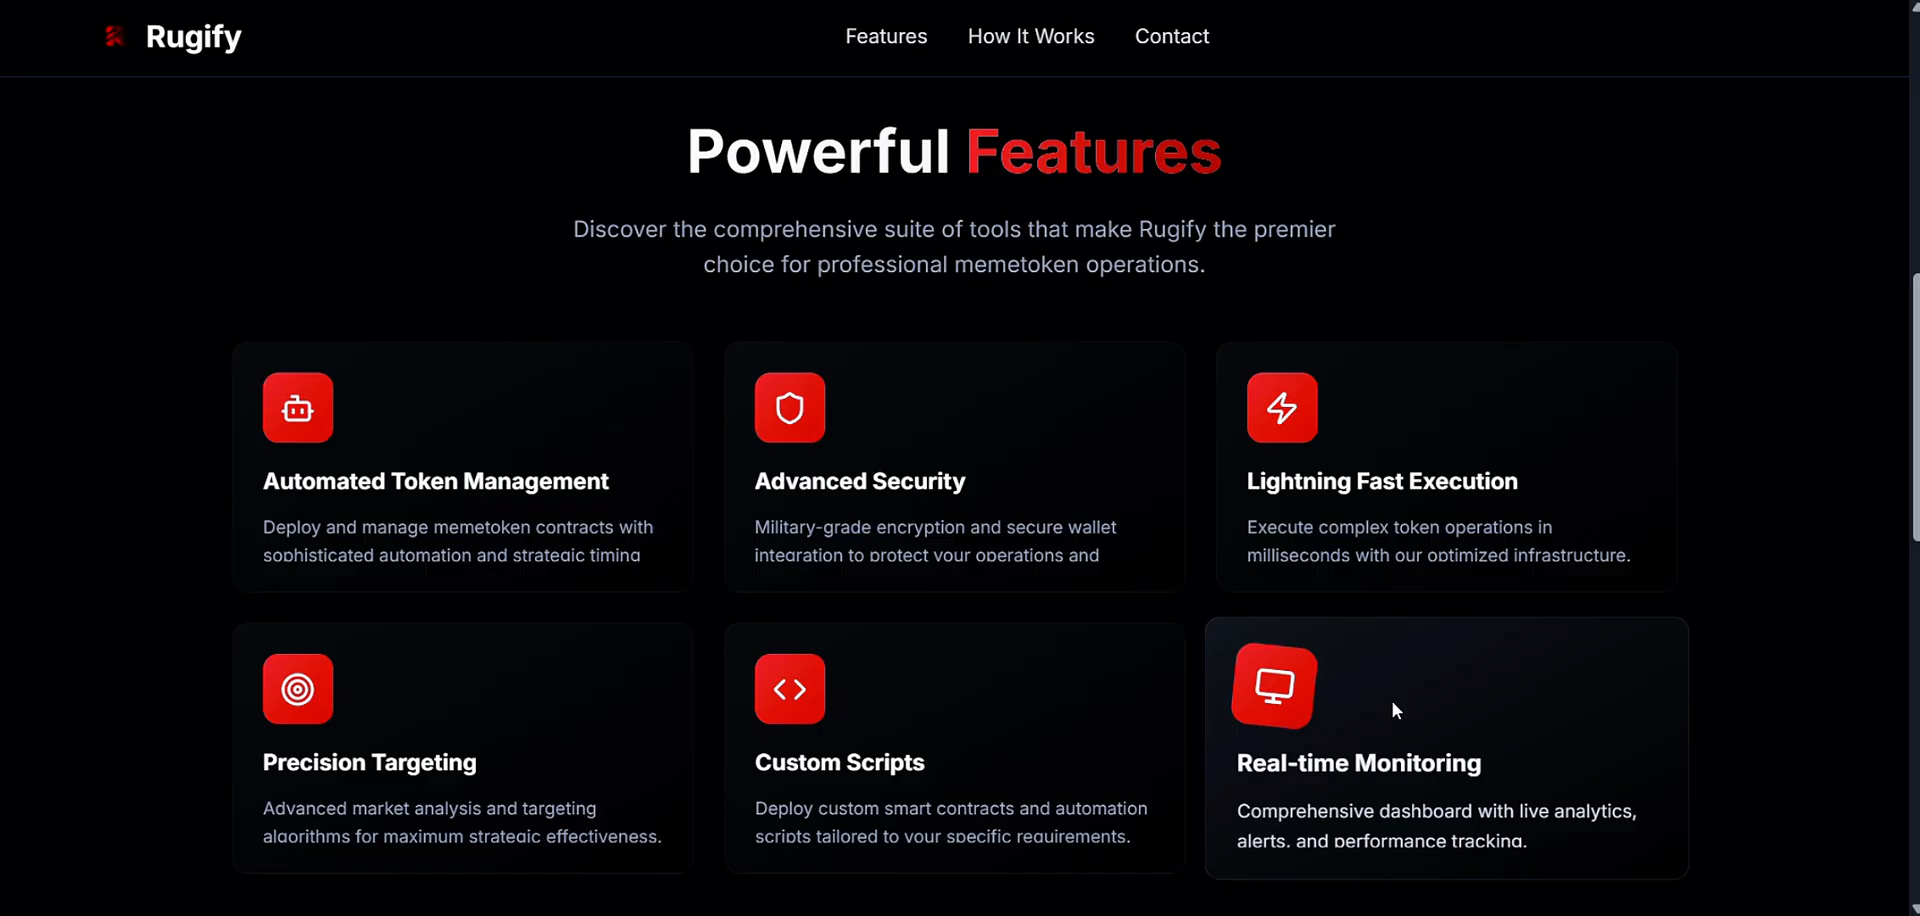 Rugify
Features
How It Works
Contact
Powerful Features
Discover the comprehensive suite of tools that make Rugify the premier
choice for professional memetoken operations.
Automated Token Management
Deploy and manage memetoken contracts with
sophisticated automation and strategic timing
Advanced Security
Military-grade encryption and secure wallet
integration to protect your operations and
Lightning Fast Execution
Execute complex token operations in
milliseconds with our optimized infrastructure.
Precision Targeting
Advanced market analysis and targeting
algorithms for maximum strategic effectiveness.
Custom Scripts
Deploy custom smart contracts and automation
scripts tailored to your specific requirements.
Real-time Monitoring
Comprehensive dashboard with live analytics,
alerts, and performance tracking.